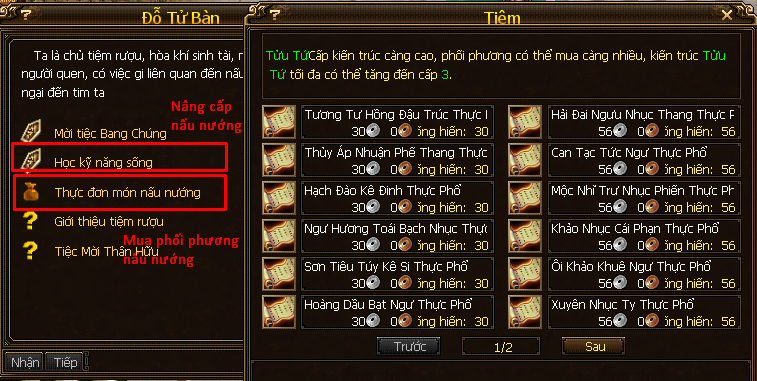 Đỗ Tử Bàn
Ta là chủ tiệm rượu, hòa khí sinh tài, r
người quen, có việc gì liên quan đến nấu
ngại đến tìm ta
Nâng cấp
nấu nướng
Mời tiệc Bang Chúng
Học kỹ năng sống
Thực đơn món nấu nướng
Giới thiệu tiệm rượu
Mua phối phương
nấu nướng
Tiệc Mời Thân Hữu
Nhận
Tiếp
Tiêm
Tửu TứCấp kiến trúc càng cao, phối phương có thể mua càng nhiều, kiến trúc Tửu
Tứ tối đa có thể tăng đến cấp 3.
Tương Tư Hồng Đậu Trúc Thực I
30 0 ống hiến: 30
Hải Đai Ngưu Nhục Thang Thực F
56 0 ống hiến: 56
Thủy Áp Nhuận Phế Thang Thực
30 0 ống hiến: 30
Can Tạc Tức Ngư Thực Phổ
56 0 ống hiến: 56
Hạch Đào Kê Đinh Thực Phổ
30 0 ống hiến: 30
Mộc Nhĩ Trư Nhục Phiến Thực Ph
56 0 ống hiến: 56
Ngư Hương Toái Bạch Nhục Thự
30 0 ống hiến: 30
Khảo Nhục Cái Phạn Thực Phổ
56 0 ống hiến: 56
Sơn Tiêu Túy Kê Si Thực Phổ
30 0 ống hiến: 30
Ôi Khảo Khuê Ngư Thực Phổ
56 0 ống hiến: 56
Hoàng Dầu Bạt Ngư Thực Phổ
30 0 ống hiến: 30
Xuyên Nhục Ty Thực Phổ
56 0 ống hiến: 56
Trước
1/2
Sau